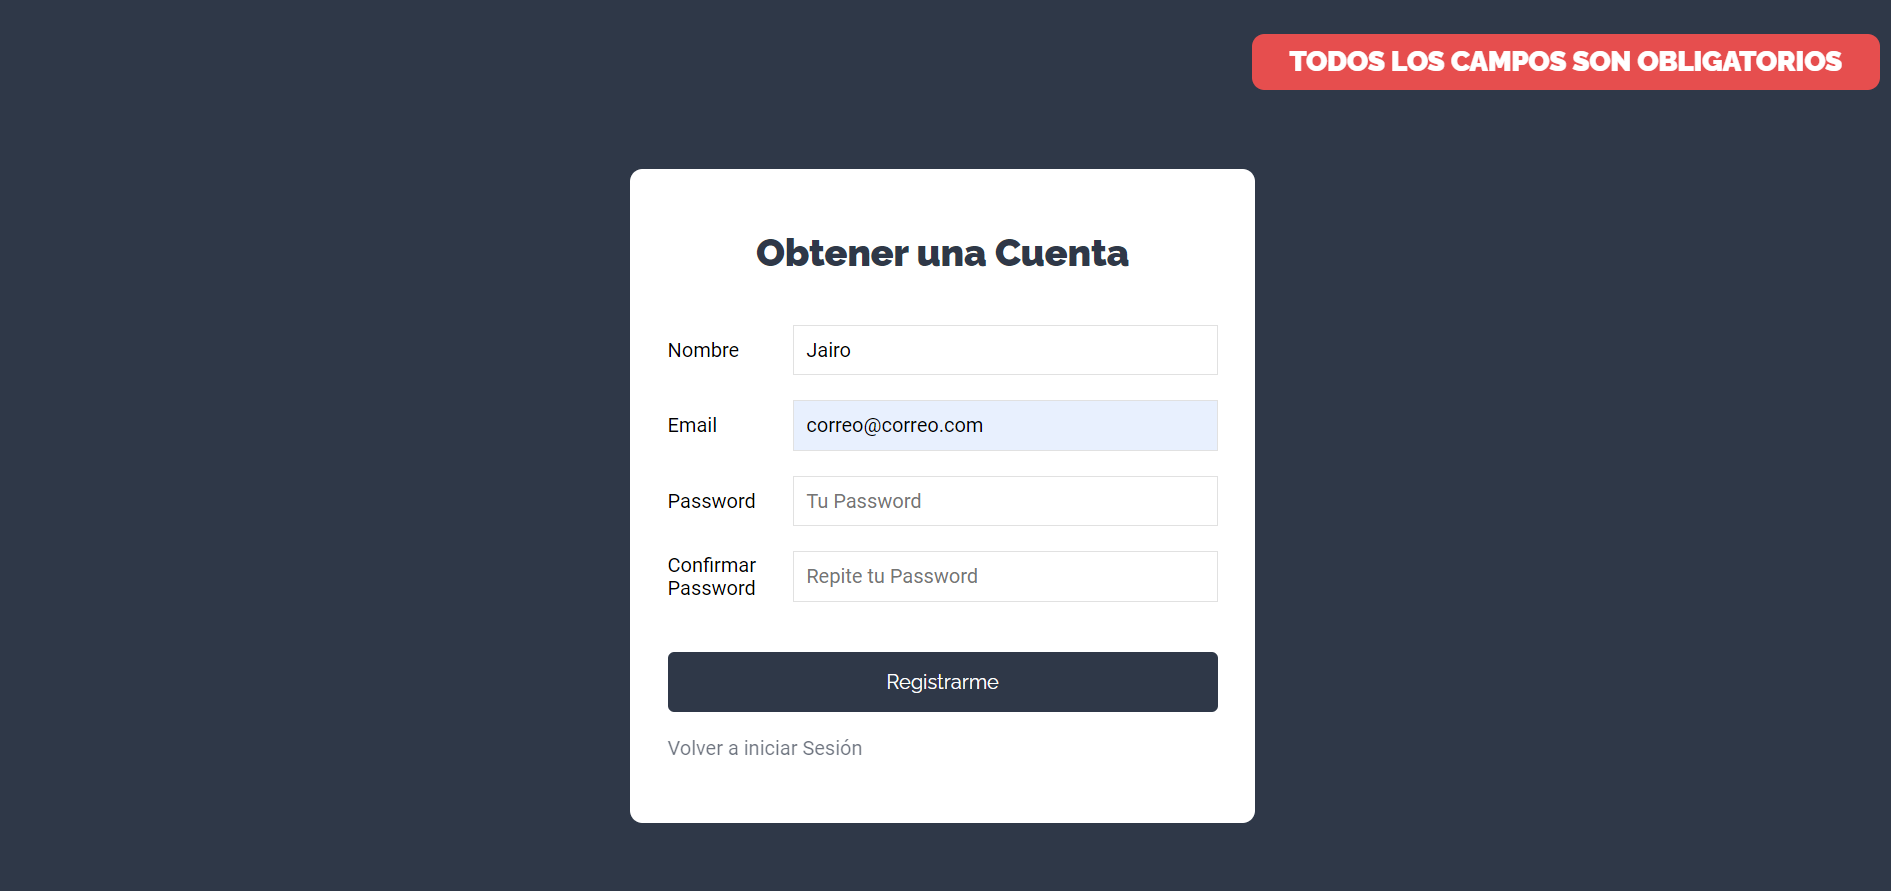 TODOS LOS CAMPOS SON OBLIGATORIOS
Obtener una Cuenta
Nombre
Jairo
Email
correo@correo.com
Password
Tu Password
Confirmar
Password
Repite tu Password
Registrarme
Volver a iniciar Sesión